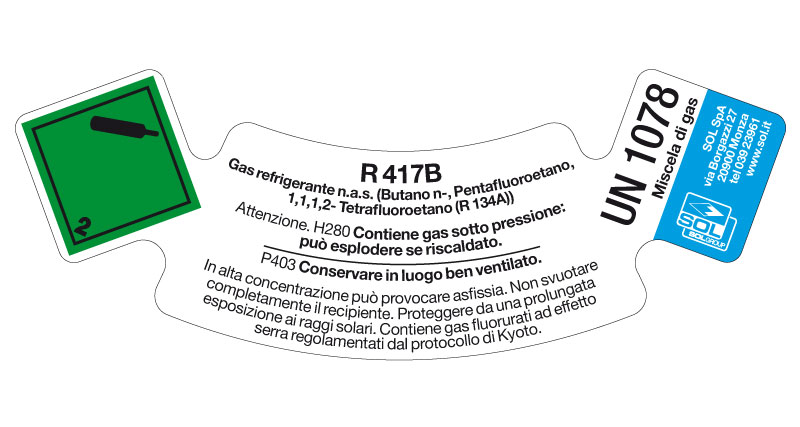 2
R 417B
Gas refrigerante n.a.s. (Butano n-, Pentafluoroetano,
1,1,1,2- Tetrafluoroetano (R 134A))
Attenzione. H280 Contiene gas sotto pressione:
può esplodere se riscaldato.
P403 Conservare in luogo ben ventilato.
In alta concentrazione può provocare asfissia. Non svuotare
completamente il recipiente. Proteggere da una prolungata
esposizione ai raggi solari. Contiene gas fluorurati ad effetto
serra regolamentati dal protocollo di Kyoto.
UN 1078
Miscela di gas
SOL SpA
via Borgazzi 27
20900 Monza
tel 039 23961
www.sol.it
SOL
SOLGROUP